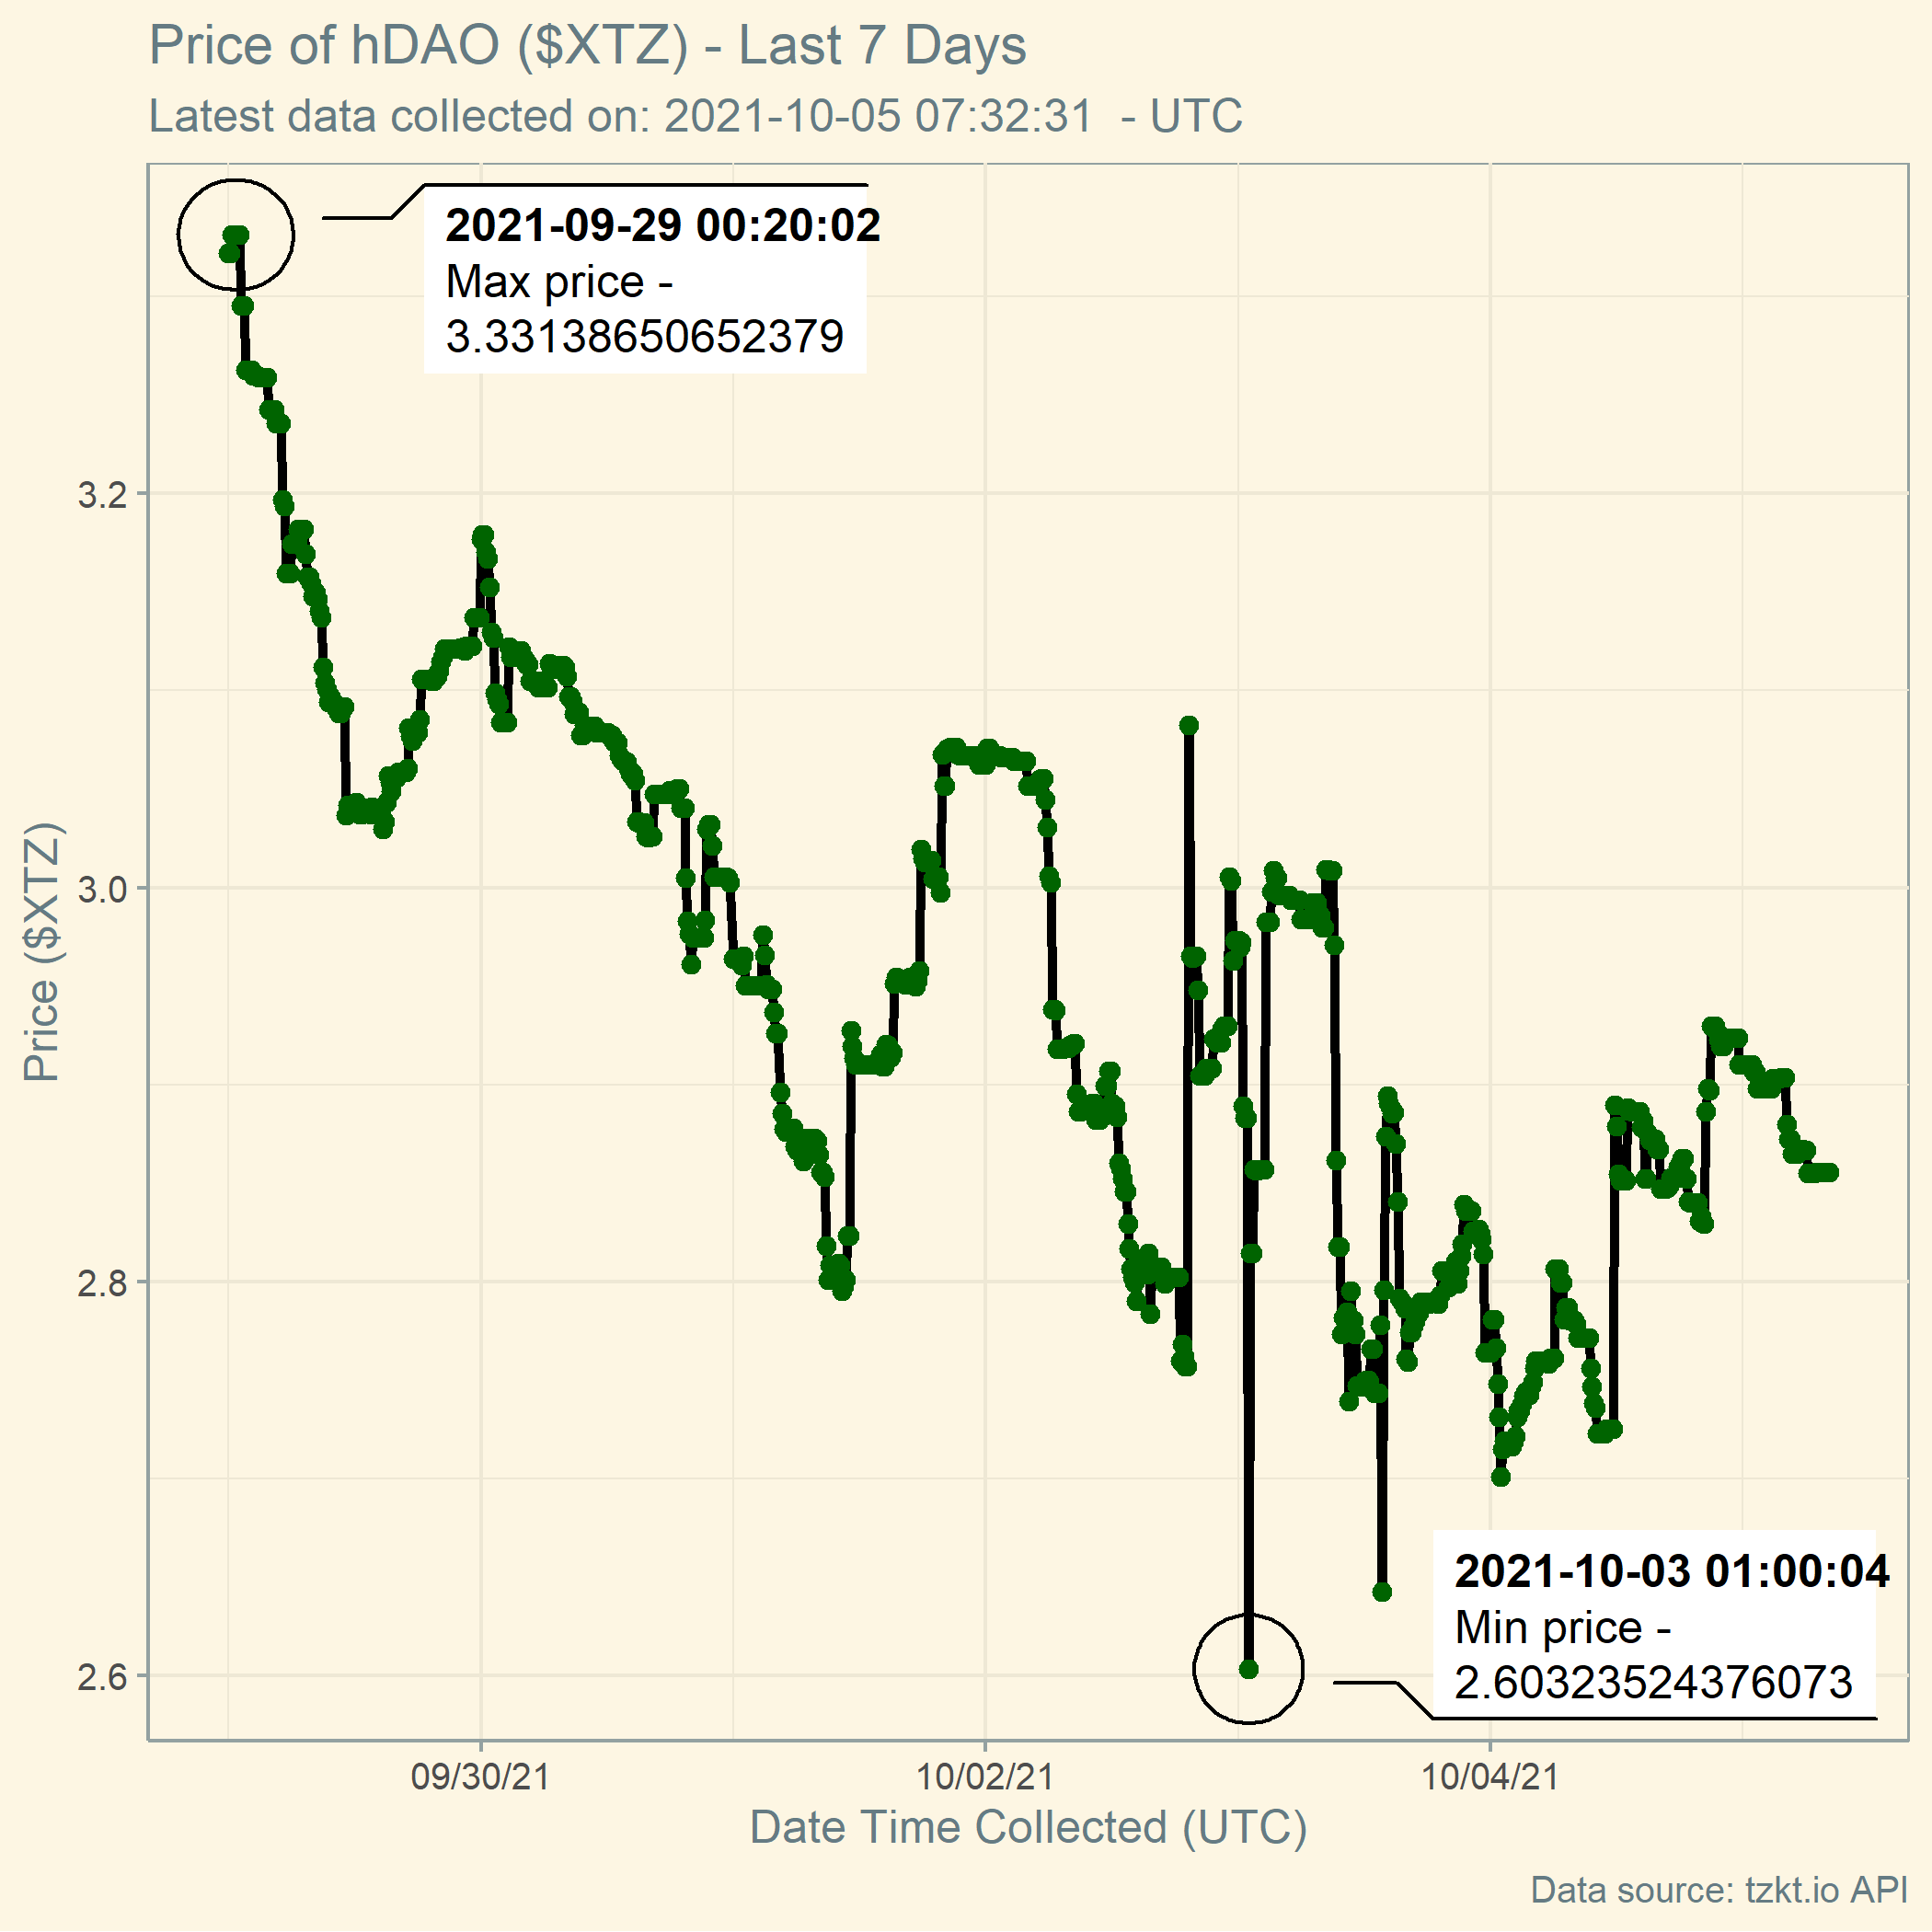 Price of hDAO ($XTZ) - Last 7 Days
Latest data collected on: 2021-10-05 07:32:31  - UTC
2021-09-29 00:20:02
Max price -
3.33138650652379
3.2
3.0
2.8
2.6
Price ($XTZ)
2021-10-03 01:00:04
Min price -
2.60323524376073
09/30/21
10/02/21
10/04/21
Date Time Collected (UTC)
Data source: tzkt.io API